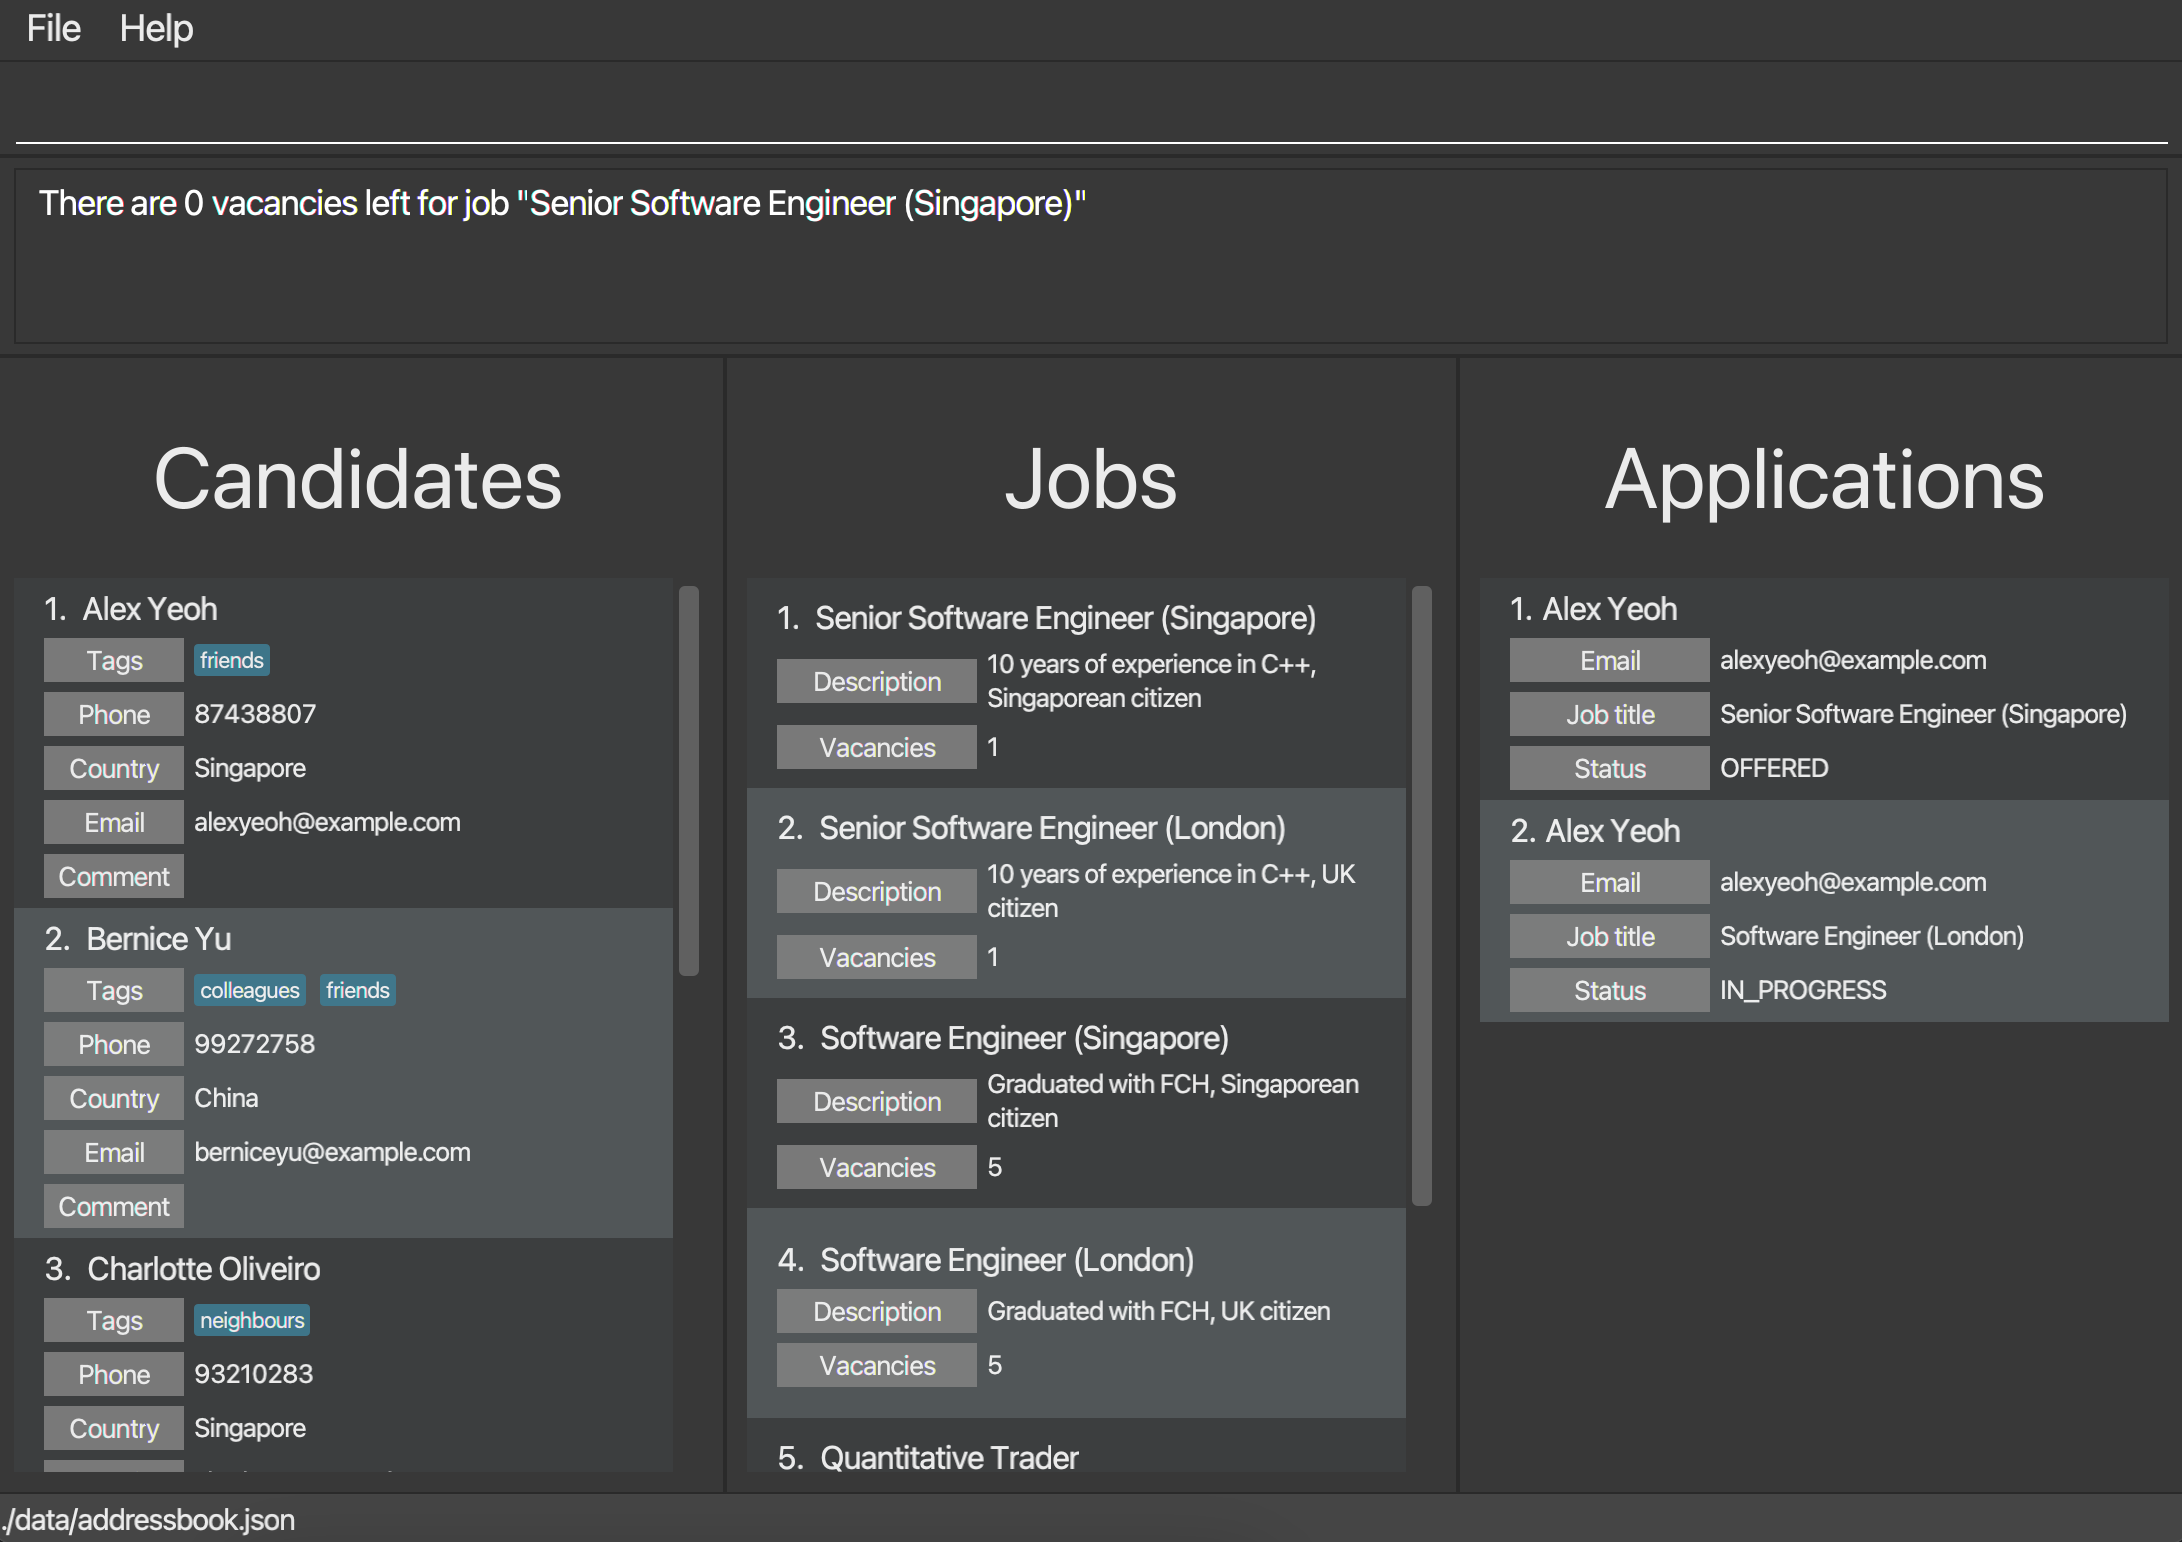 File Help
There are 0 vacancies left for job "Senior Software Engineer (Singapore)"
Candidates
1. Alex Yeoh
Tags friends
Phone 87438807
Country Singapore
Email alexyeoh@example.com
Comment
2. Bernice Yu
Tags colleagues friends
Phone 99272758
Country China
Email berniceyu@example.com
Comment
3. Charlotte Oliveiro
Tags neighbours
Phone 93210283
Country Singapore
Jobs
1. Senior Software Engineer (Singapore)
Description 10 years of experience in C++,
Singaporean citizen
Vacancies 1
2. Senior Software Engineer (London)
Description 10 years of experience in C++, UK
citizen
Vacancies 1
3. Software Engineer (Singapore)
Description Graduated with FCH, Singaporean
citizen
Vacancies 5
4. Software Engineer (London)
Description Graduated with FCH, UK citizen
Vacancies 5
5. Quantitative Trader
Applications
1. Alex Yeoh
Email alexyeoh@example.com
Job title Senior Software Engineer (Singapore)
Status OFFERED
2. Alex Yeoh
Email alexyeoh@example.com
Job title Software Engineer (London)
Status IN_PROGRESS
./data/addressbook.json